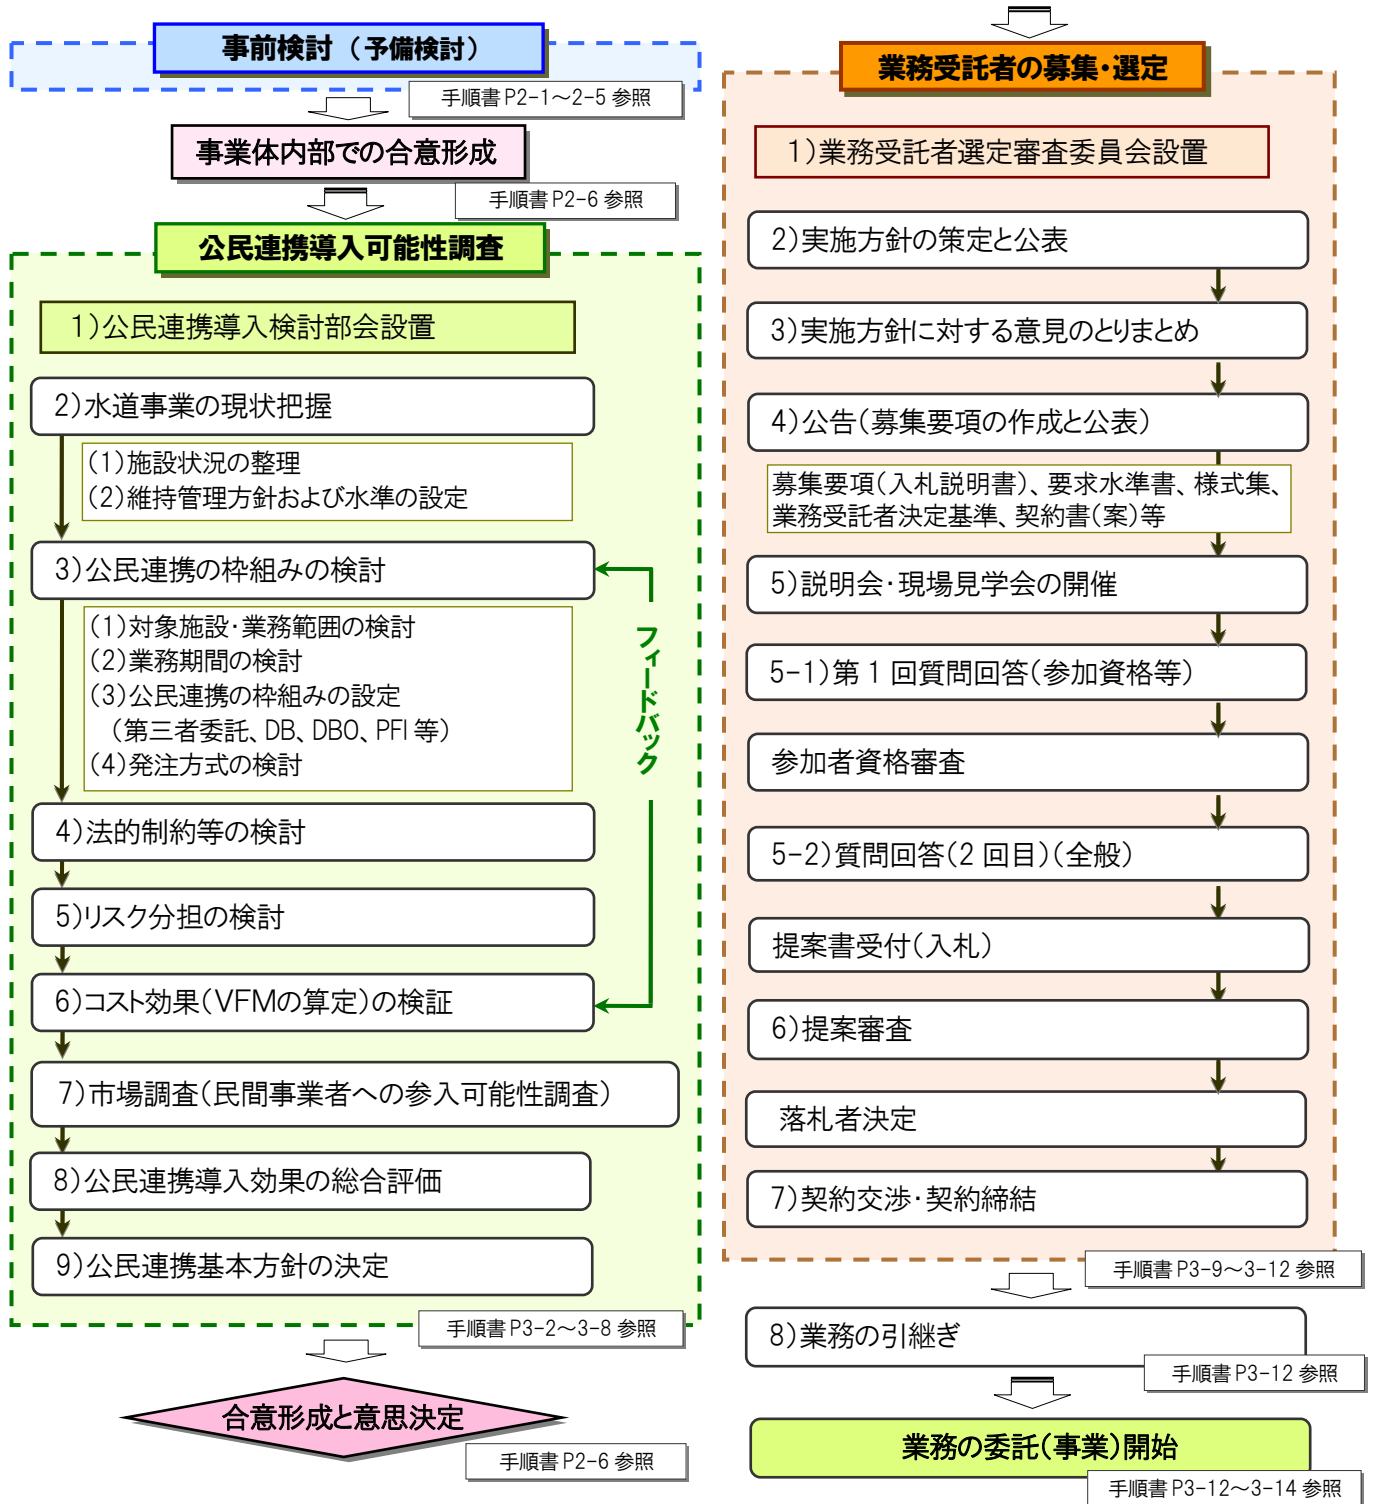 事前検討（予備検討）
手順書 P2-1～2-5 参照
事業体内部での合意形成
手順書 P2-6 参照
公民連携導入可能性調査
1)公民連携導入検討部会設置
2)水道事業の現状把握
(1)施設状況の整理
(2)維持管理方針および水準の設定
3)公民連携の枠組みの検討
(1)対象施設・業務範囲の検討
(2)業務期間の検討
(3)公民連携の枠組みの設定
（第三者委託、DB、DBO、PFI 等）
(4)発注方式の検討
フィードバック
4)法的制約等の検討
5)リスク分担の検討
6)コスト効果(VFMの算定)の検証
7)市場調査(民間事業者への参入可能性調査)
8)公民連携導入効果の総合評価
9)公民連携基本方針の決定
手順書 P3-2～3-8 参照
合意形成と意思決定
手順書 P2-6 参照
業務受託者の募集・選定
1)業務受託者選定審査委員会設置
2)実施方針の策定と公表
3)実施方針に対する意見のとりまとめ
4)公告(募集要項の作成と公表)
募集要項(入札説明書)、要求水準書、様式集、
業務受託者決定基準、契約書(案)等
5)説明会・現場見学会の開催
5-1)第 1 回質問回答(参加資格等)
参加者資格審査
5-2)質問回答(2 回目)(全般)
提案書受付(入札)
6)提案審査
落札者決定
7)契約交渉・契約締結
手順書 P3-9～3-12 参照
8)業務の引継ぎ
手順書 P3-12 参照
業務の委託(事業)開始
手順書 P3-12～3-14 参照